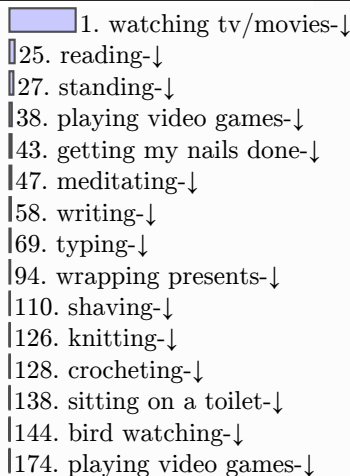 1. watching tv/movies-↓
25. reading-↓
27. standing-↓
38. playing video games-↓
43. getting my nails done-↓
47. meditating-↓
58. writing-↓
69. typing-↓
94. wrapping presents-↓
110. shaving-↓
126. knitting-↓
128. crocheting-↓
138. sitting on a toilet-↓
144. bird watching-↓
174. playing video games-↓